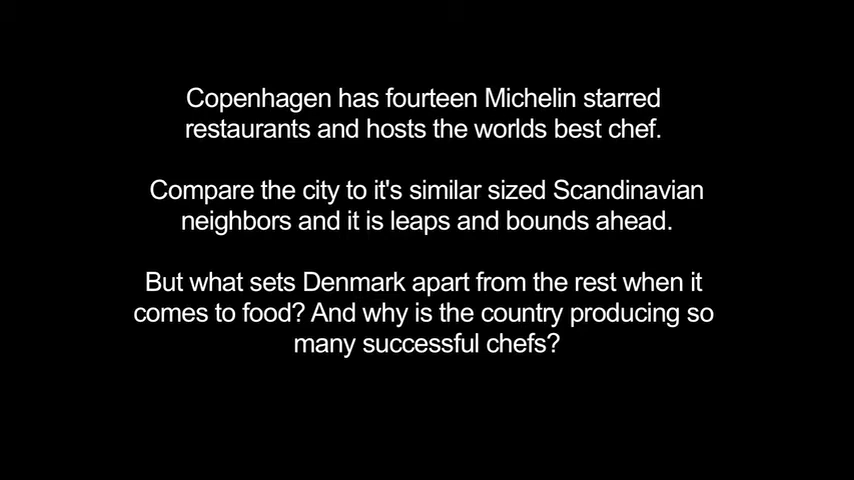 Copenhagen has fourteen Michelin starred
restaurants and hosts the worlds best chef.
Compare the city to it's similar sized Scandinavian
neighbors and it is leaps and bounds ahead.
But what sets Denmark apart from the rest when it
comes to food? And why is the country producing so
many successful chefs?